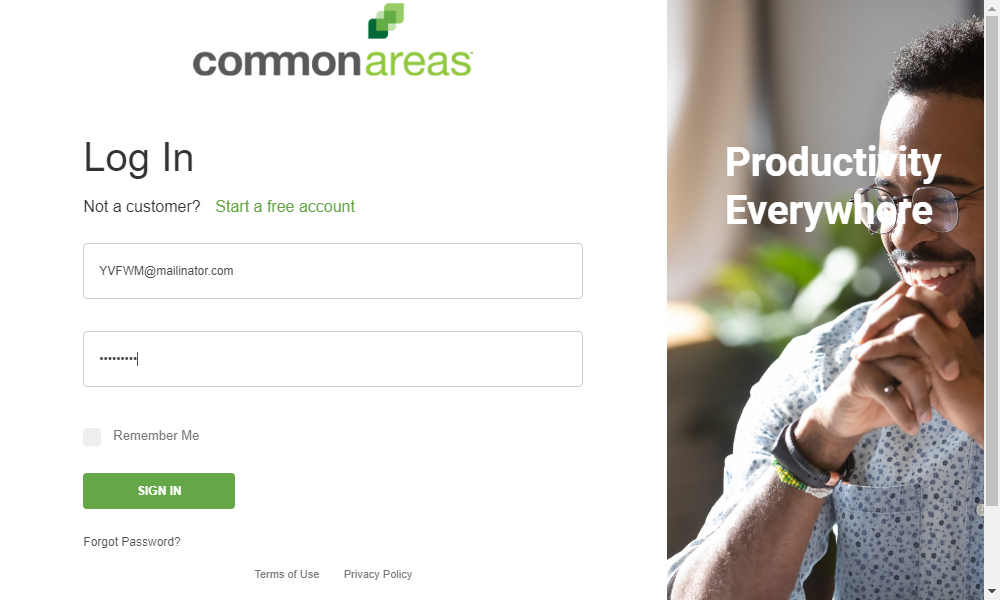 commonareas
Log In
Not a customer? Start a free account
YVFWM@mailinator.com
•••••••••
Remember Me
SIGN IN
Forgot Password?
Terms of Use Privacy Policy
Productivity
Everywhere